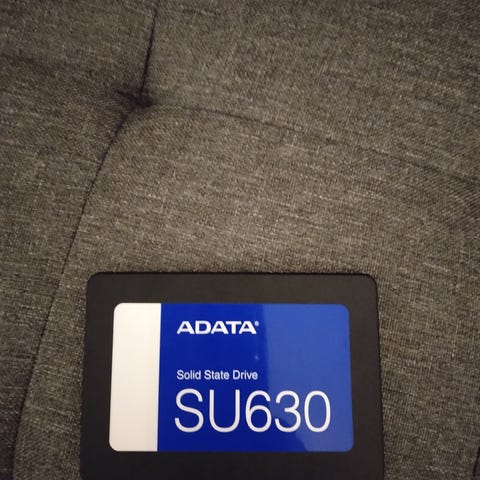 ADATA®
Solid State Drive
SU630